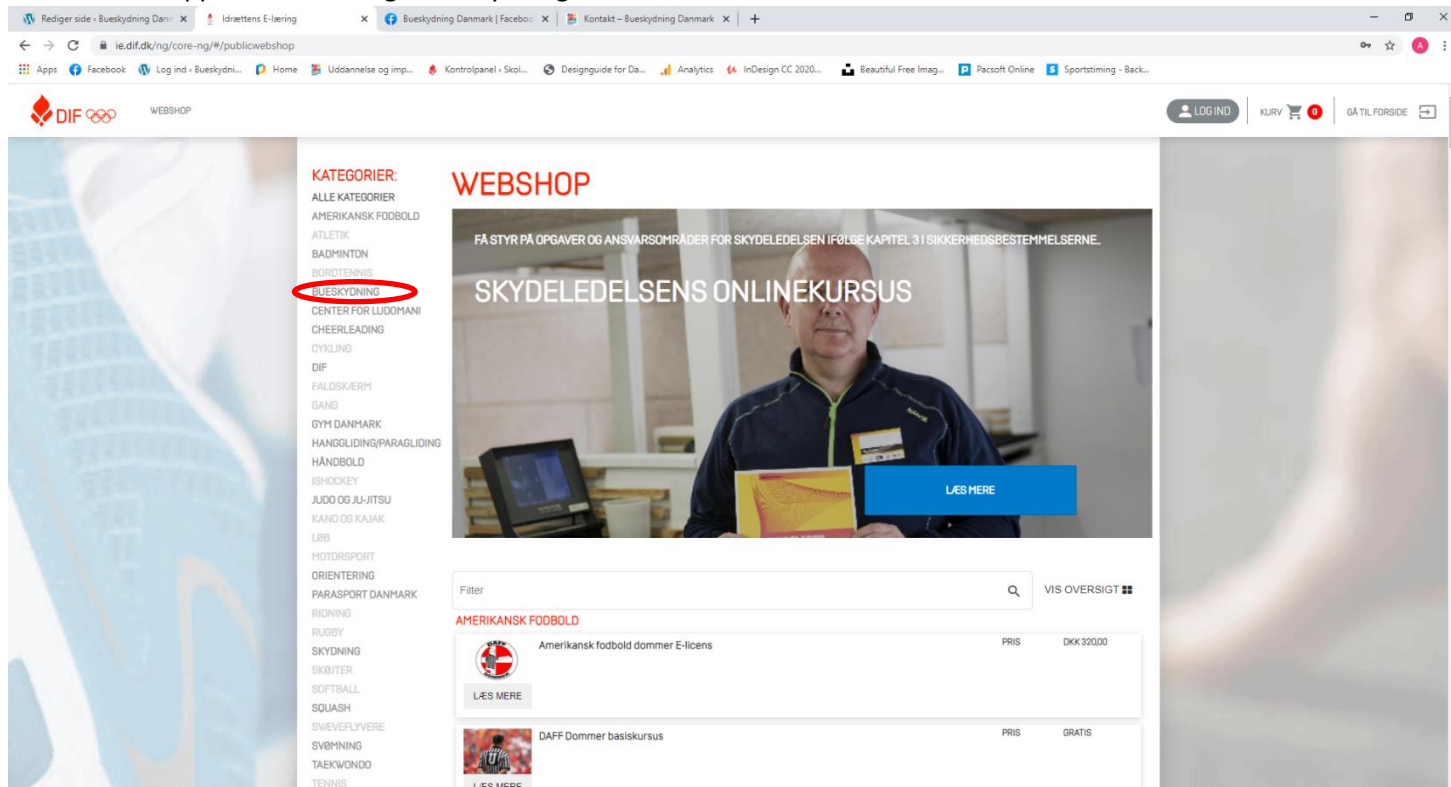 Rediger side ‹ Bueskydning Danm
Idrættens E-læring
Bueskydning Danmark | Faceboo
Kontakt – Bueskydning Danmark
ie.dif.dk/ng/core-ng/#/publicwebshop
A
Apps
Facebook
Log ind ‹ Bueskydni...
Home
Uddannelse og imp...
Kontrolpanel ‹ Skol...
Designguide for Da...
Analytics
InDesign CC 2020...
Beautiful Free Imag...
Pacsoft Online
Sportstiming - Back...
DIF
WEBSHOP
LOG IND
KURV
0
GÅ TIL FORSIDE
KATEGORIER:
ALLE KATEGORIER
AMERIKANSK FODBOLD
ATLETIK
BADMINTON
BORDTENNIS
BUESKYDNING
CENTER FOR LUDOMANI
CHEERLEADING
CYKLING
DIF
FALDSKÆRM
GANG
GYM DANMARK
HANGGLIDING/PARAGLIDING
HÅNDBOLD
ISHOCKEY
JUDO OG JU-JITSU
KANO OG KAJAK
LØB
MOTORSPORT
ORIENTERING
PARASPORT DANMARK
RIDNING
RUGBY
SKYDNING
SKØJTER
SOFTBALL
SQUASH
SVÆVEFLYVERE
SVØMNING
TAEKWONDO
TENNIS
WEBSHOP
FÅ STYR PÅ OPGAVER OG ANSVARSOMRÅDER FOR SKYDELEDELSEN IFØLGE KAPITEL 3 I SIKKERHEDSBESTEMMELSERNE.
SKYDELEDELSENS ONLINEKURSUS
LÆS MERE
Filter
VIS OVERSIGT
AMERIKANSK FODBOLD
Amerikansk fodbold dommer E-licens
PRIS
DKK 320,00
LÆS MERE
DAFF Dommer basiskursus
PRIS
GRATIS
LÆS MERE